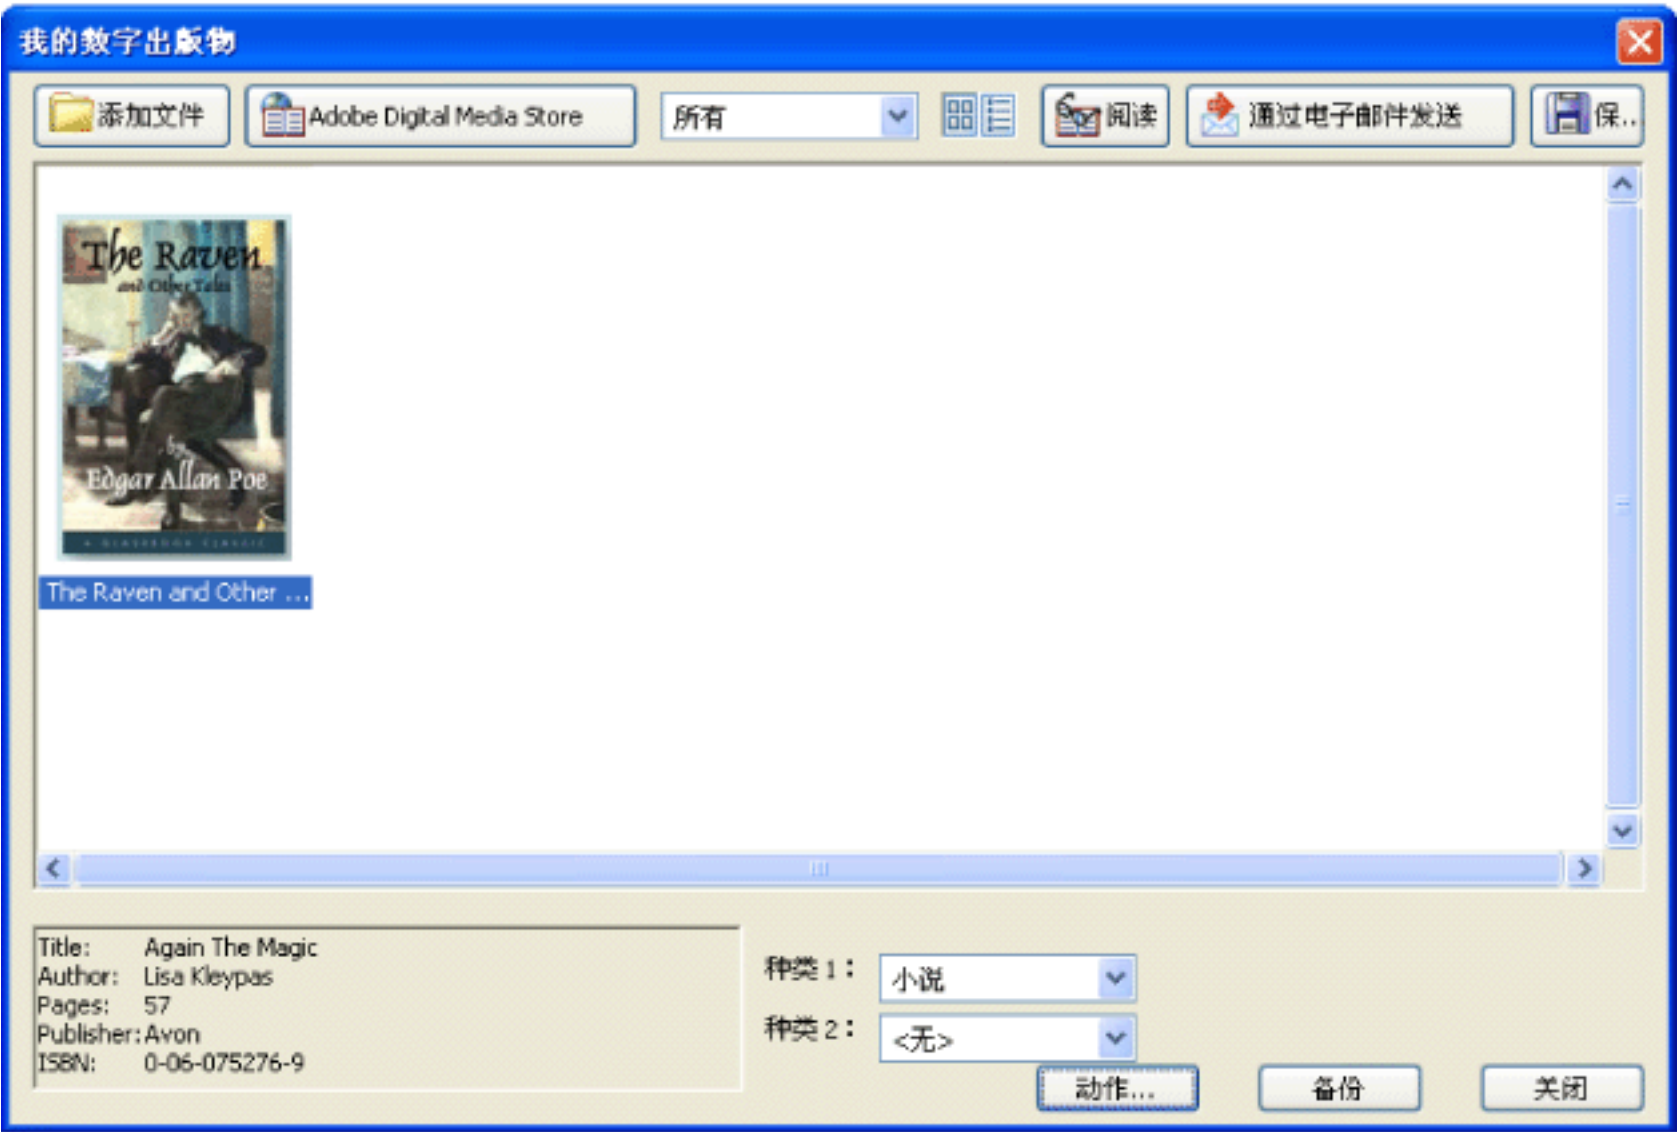 我的数字出版物
添加文件 Adobe Digital Media Store 所有 阅读 通过电子邮件发送 保...
The Raven
and Other Tales
by
Edgar Allan Poe
A GLASSBOOK CLASSIC
The Raven and Other ...
Title: Again The Magic
Author: Lisa Kleypas
Pages: 57
Publisher: Avon
ISBN: 0-06-075276-9
种类 1： 小说
种类 2： <无>
动作... 备份 关闭